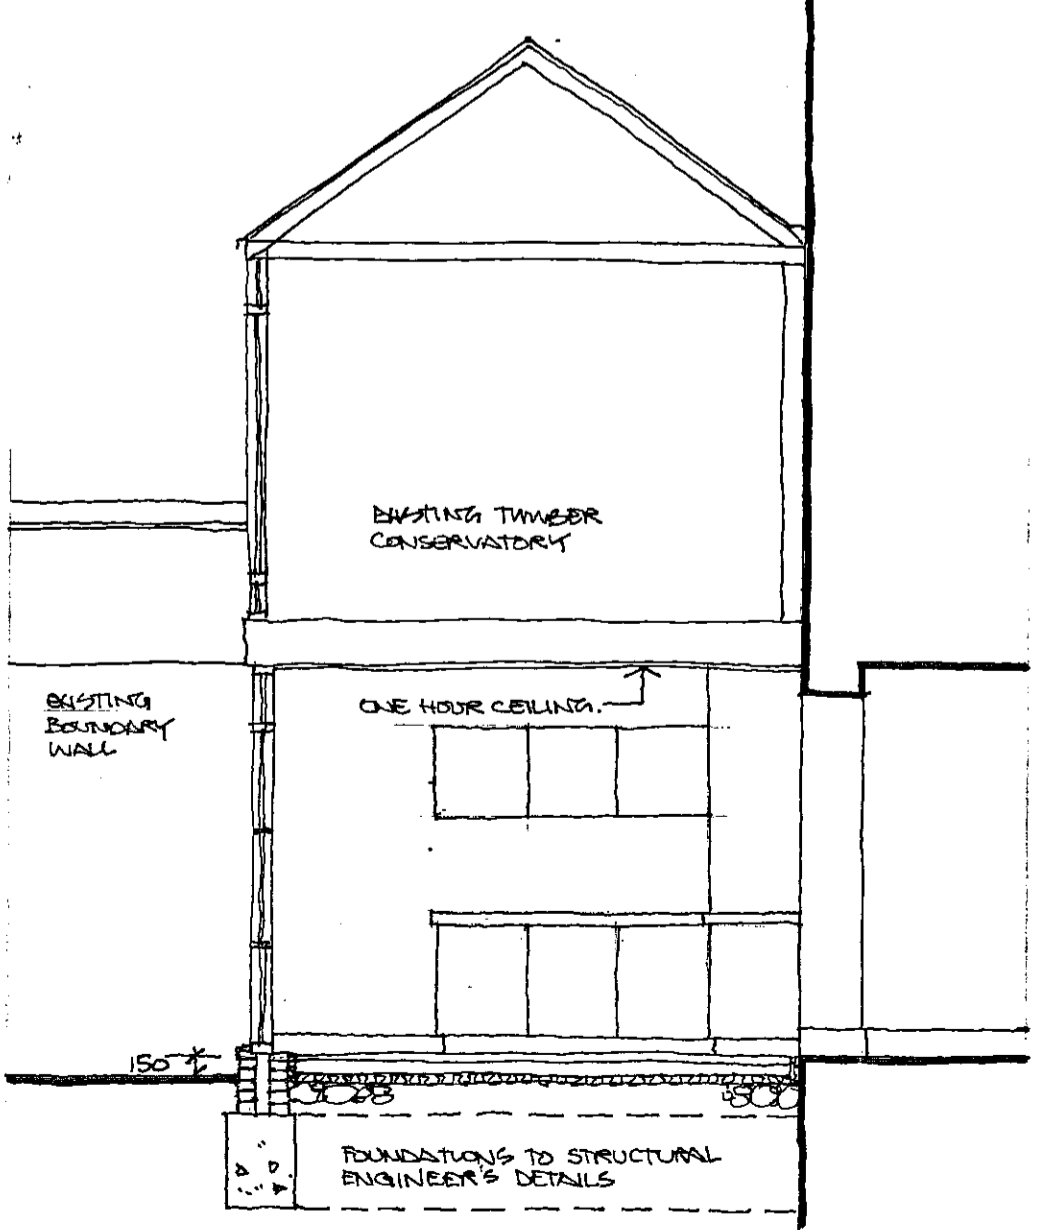 EXISTING TIMBER
CONSERVATORY
EXISTING
BOUNDARY
WALL
ONE HOUR CEILING.
150
FOUNDATIONS TO STRUCTURAL
ENGINEER'S DETAILS